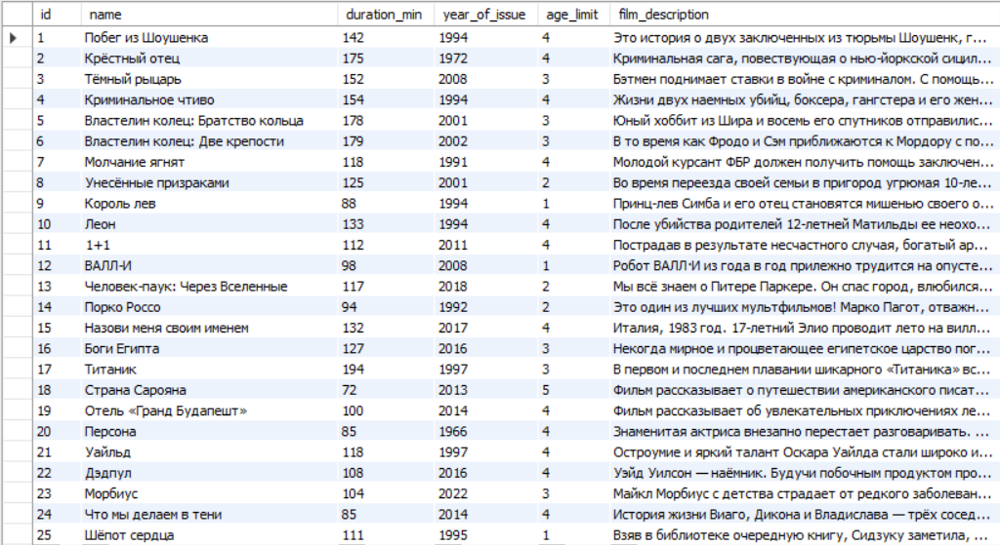 id name duration_min year_of_issue age_limit film_description
1 Побег из Шоушенка 142 1994 4 Это история о двух заключенных из тюрьмы Шоушенк, г...
2 Крёстный отец 175 1972 4 Криминальная сага, повествующая о нью-йоркской сицил...
3 Тёмный рыцарь 152 2008 3 Бэтмен поднимает ставки в войне с криминалом. С помощь...
4 Криминальное чтиво 154 1994 4 Жизни двух наемных убийц, боксера, гангстера и его жен...
5 Властелин колец: Братство кольца 178 2001 3 Юный хоббит из Шира и восемь его спутников отправилис...
6 Властелин колец: Две крепости 179 2002 3 В то время как Фродо и Сэм приближаются к Мордору с по...
7 Молчание ягнят 118 1991 4 Молодой курсант ФБР должен получить помощь заключен...
8 Унесённые призраками 125 2001 2 Во время переезда своей семьи в пригород угрюмая 10-ле...
9 Король лев 88 1994 1 Принц-лев Симба и его отец становятся мишенью своего о...
10 Леон 133 1994 4 После убийства родителей 12-летней Матильды ее неохо...
11 1+1 112 2011 4 Пострадав в результате несчастного случая, богатый ар...
12 ВАЛЛ-И 98 2008 1 Робот ВАЛЛ·И из года в год прилежно трудится на опусте...
13 Человек-паук: Через Вселенные 117 2018 2 Мы всё знаем о Питере Паркере. Он спас город, влюбился...
14 Порко Россо 94 1992 2 Это один из лучших мультфильмов! Марко Пагот, отважн...
15 Назови меня своим именем 132 2017 4 Италия, 1983 год. 17-летний Элио проводит лето на вилл...
16 Боги Египта 127 2016 3 Некогда мирное и процветающее египетское царство пог...
17 Титаник 194 1997 3 В первом и последнем плавании шикарного «Титаника» вс...
18 Страна Сарояна 72 2013 5 Фильм рассказывает о путешествии американского писат...
19 Отель «Гранд Будапешт» 100 2014 4 Фильм рассказывает об увлекательных приключениях ле...
20 Персона 85 1966 4 Знаменитая актриса внезапно перестает разговаривать. ...
21 Уайльд 118 1997 4 Остроумие и яркий талант Оскара Уайлда стали широко и...
22 Дэдпул 108 2016 4 Уэйд Уилсон — наёмник. Будучи побочным продуктом про...
23 Морбиус 104 2022 3 Майкл Морбиус с детства страдает от редкого заболеван...
24 Что мы делаем в тени 85 2014 4 История жизни Виаго, Дикона и Владислава — трёх сосед...
25 Шёпот сердца 111 1995 1 Взяв в библиотеке очередную книгу, Сидзуку заметила, ...